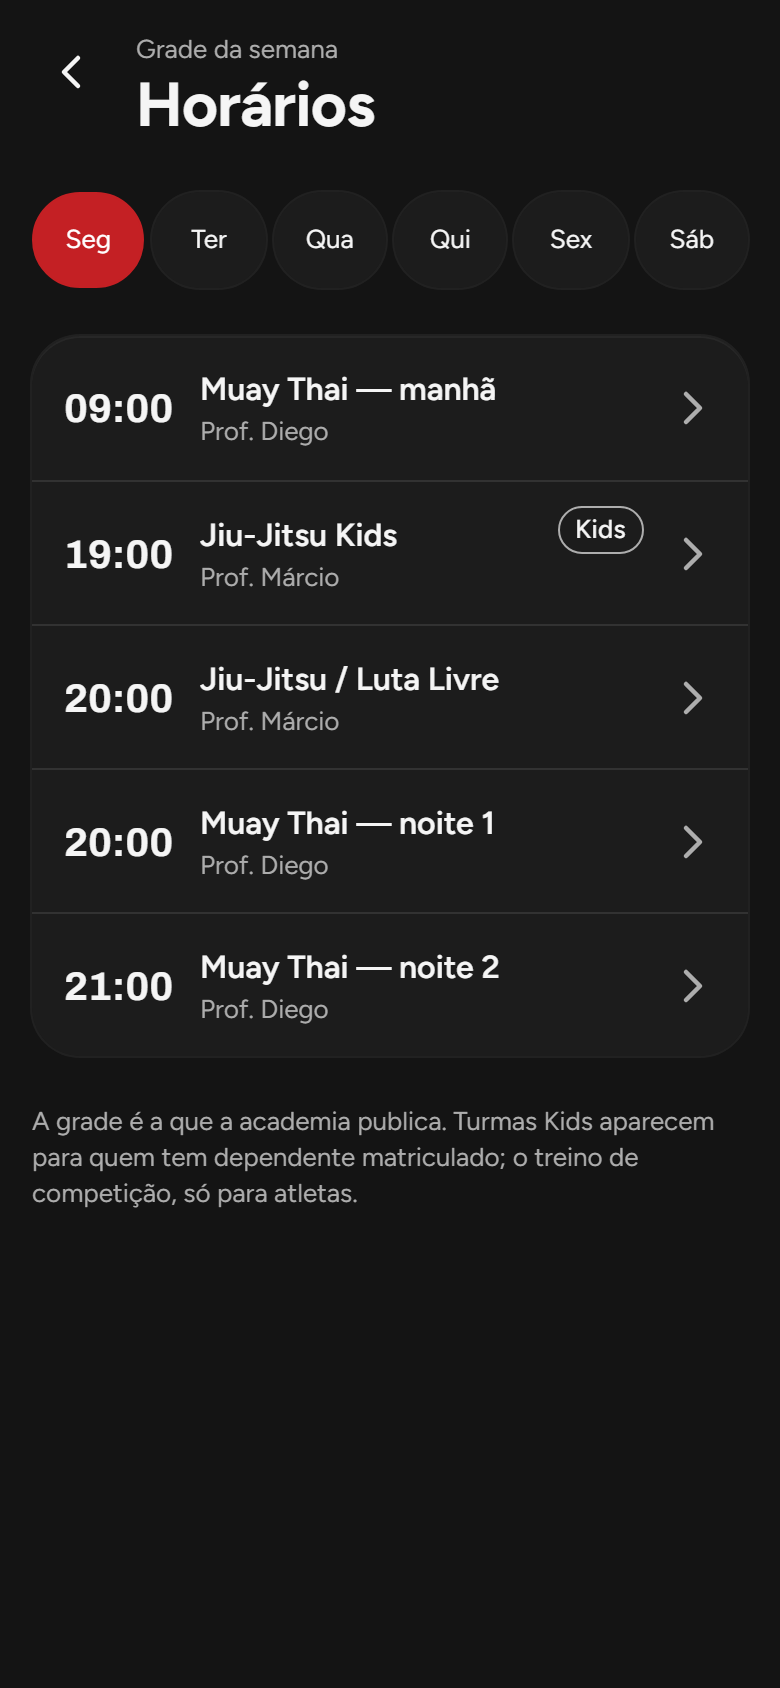 Grade da semana
Horários
Seg Ter Qua Qui Sex Sáb
09:00 Muay Thai — manhã
Prof. Diego
19:00 Jiu-Jitsu Kids Kids
Prof. Márcio
20:00 Jiu-Jitsu / Luta Livre
Prof. Márcio
20:00 Muay Thai — noite 1
Prof. Diego
21:00 Muay Thai — noite 2
Prof. Diego
A grade é a que a academia publica. Turmas Kids aparecem
para quem tem dependente matriculado; o treino de
competição, só para atletas.